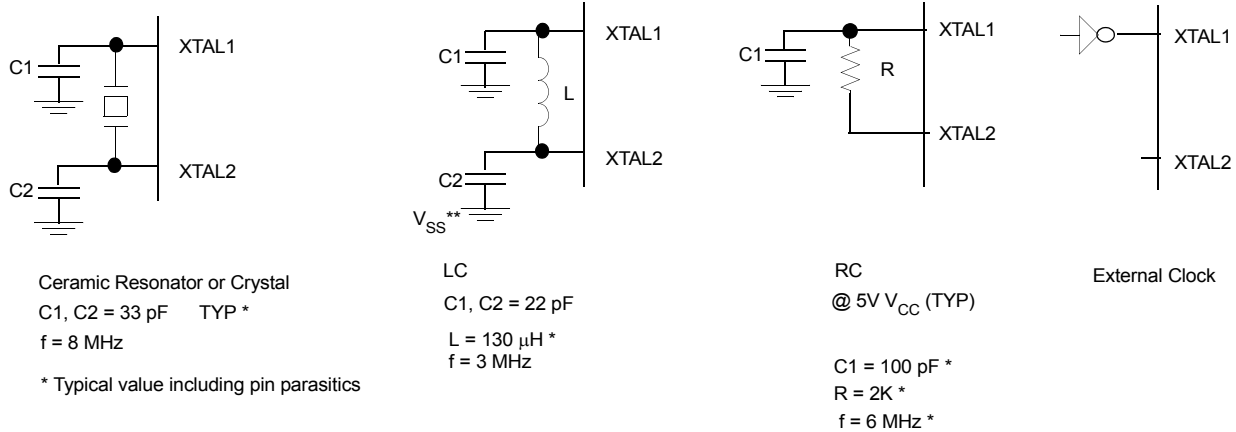 XTAL1
C1
XTAL2
C2
Ceramic Resonator or Crystal
C1, C2 = 33 pF TYP *
f = 8 MHz
* Typical value including pin parasitics
XTAL1
C1
L
XTAL2
C2
VSS**
LC
C1, C2 = 22 pF
L = 130 μH *
f = 3 MHz
XTAL1
C1
R
XTAL2
RC
@ 5V VCC (TYP)
C1 = 100 pF *
R = 2K *
f = 6 MHz *
XTAL1
XTAL2
External Clock